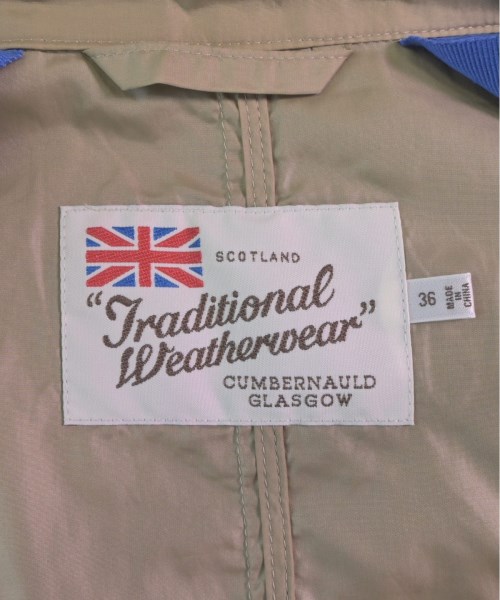 SCOTLAND
"Traditional
Weatherwear"
CUMBERNAULD
GLASGOW
36
MADE
IN
CHINA